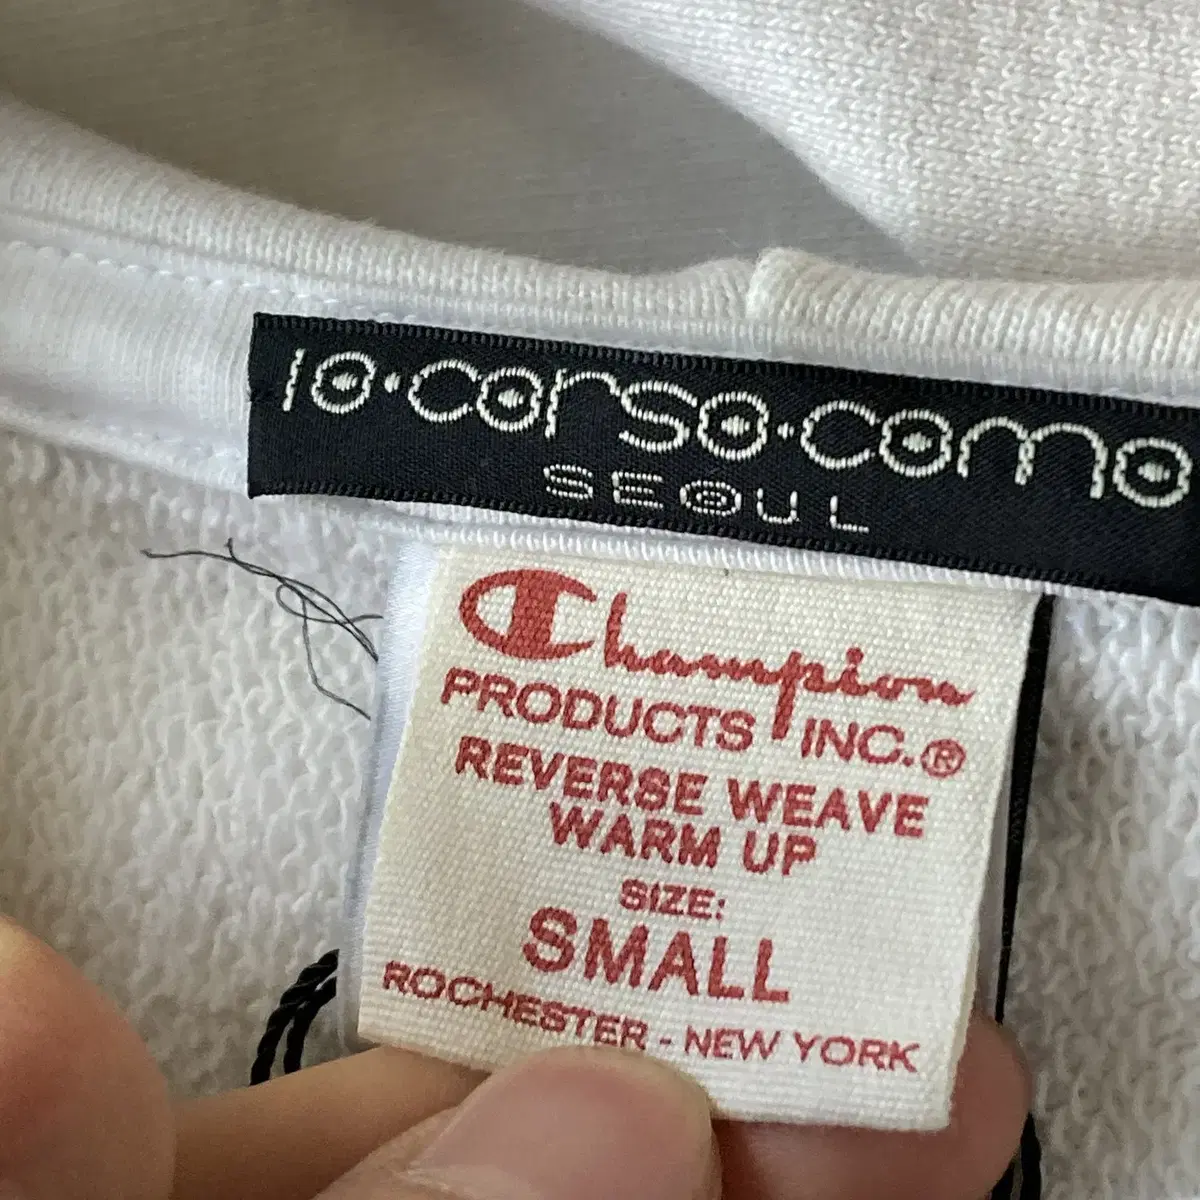 10·corso·como
SEOUL
Champion
PRODUCTS INC.®
REVERSE WEAVE
WARM UP
SIZE:
SMALL
ROCHESTER - NEW YORK